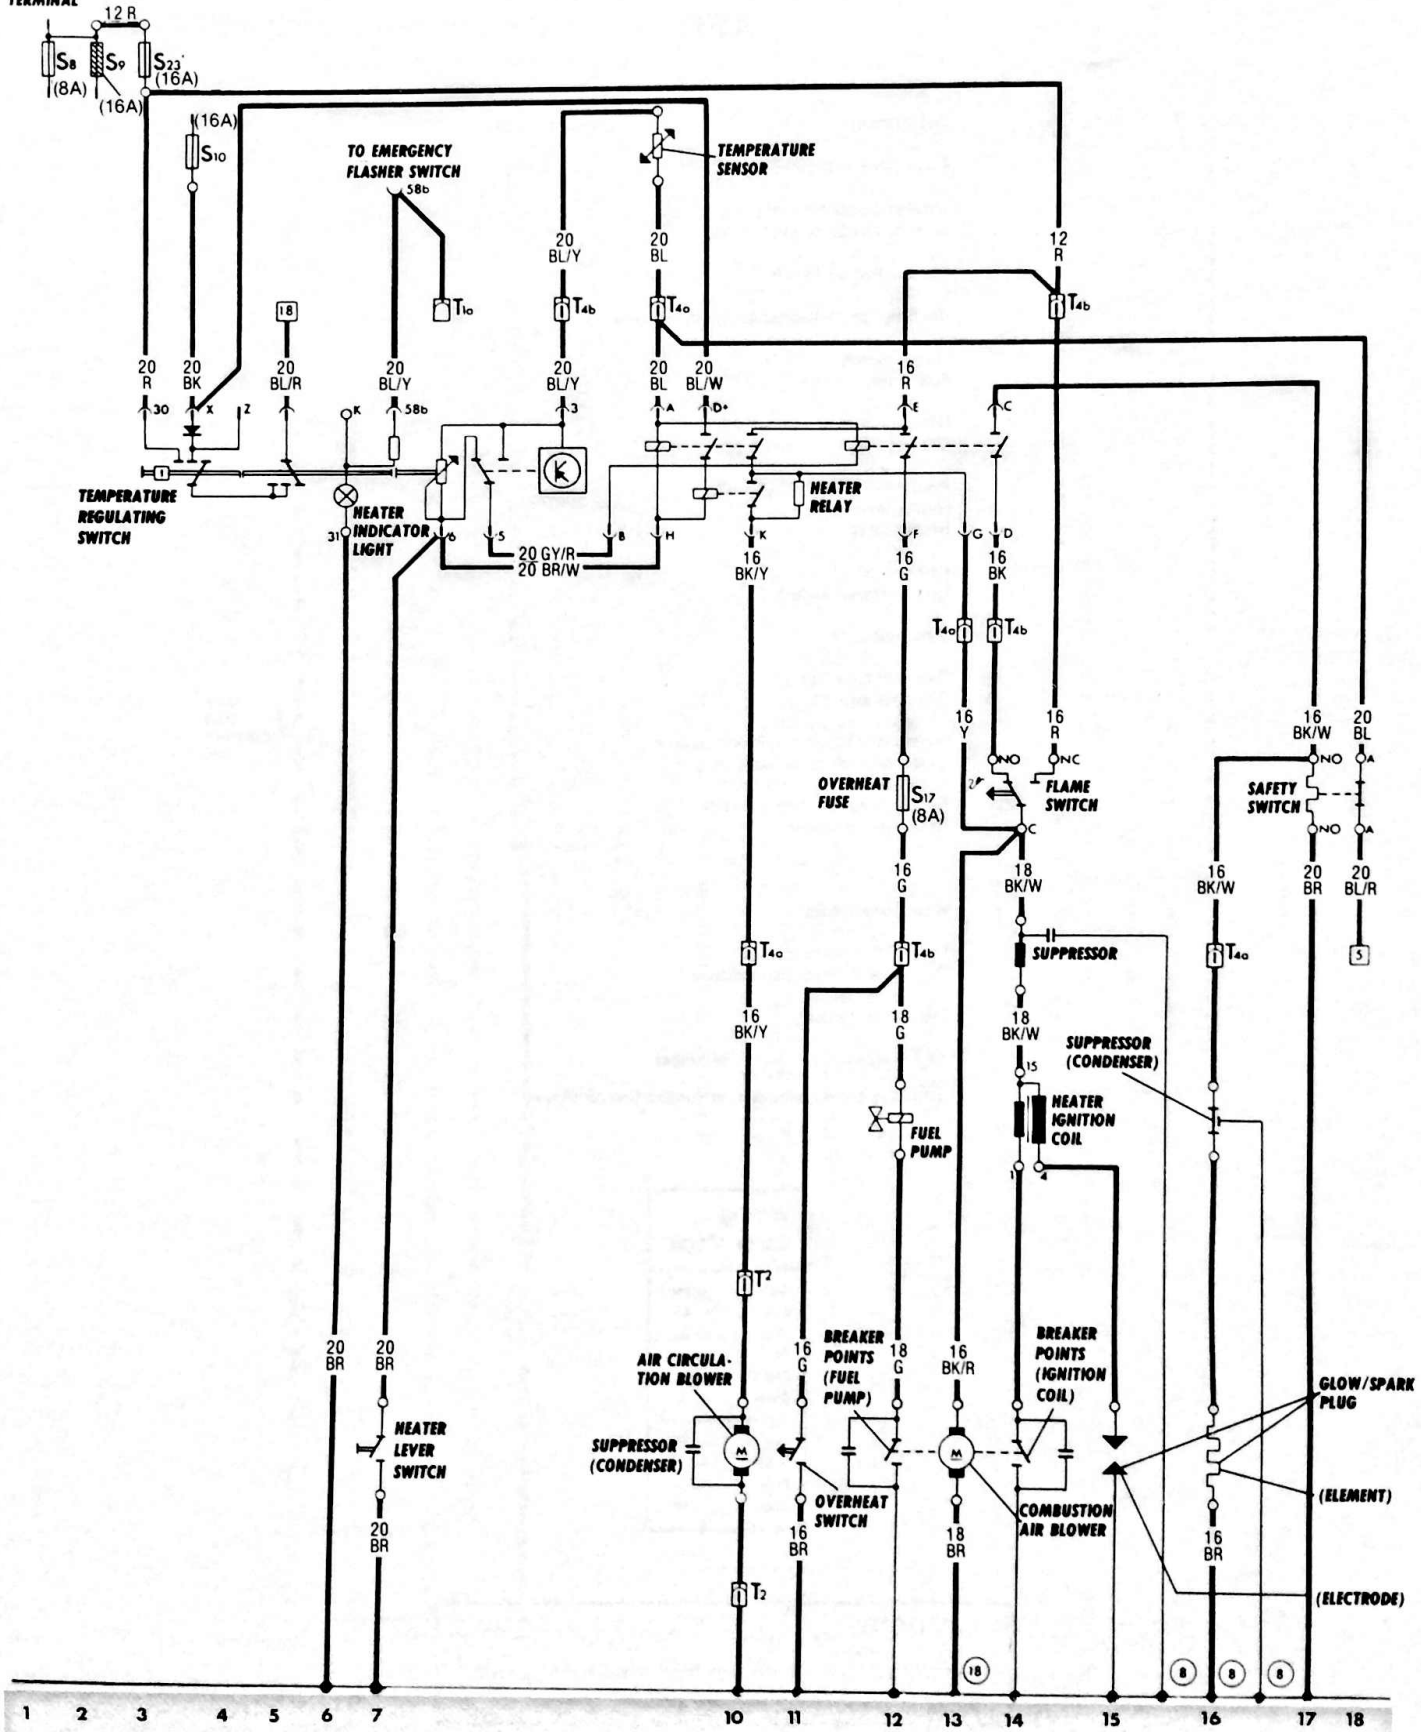 TERMINAL
12 R
S8
S9
S23
(8A)
(16A)
(16A)
(16A)
S10
TO EMERGENCY
FLASHER SWITCH
58b
TEMPERATURE
SENSOR
20
BL/Y
20
BL
12
R
18
T1a
T4b
T4a
T4b
20
R
20
BK
20
BL/R
20
BL/Y
20
BL/Y
20
BL
20
BL/W
16
R
30
X
Z
K
58b
3
A
D+
E
C
TEMPERATURE
REGULATING
SWITCH
HEATER
INDICATOR
LIGHT
HEATER
RELAY
31
6
5
B
H
K
F
G
D
20 GY/R
20 BR/W
16
BK/Y
16
G
16
BK
T4a
T4b
16
Y
16
R
16
BK/W
20
BL
NO
NC
NO
A
OVERHEAT
FUSE
S17
(8A)
FLAME
SWITCH
SAFETY
SWITCH
C
NO
A
16
G
18
BK/W
16
BK/W
20
BR
20
BL/R
T4a
T4b
SUPPRESSOR
T4a
5
16
BK/Y
18
G
18
BK/W
SUPPRESSOR
(CONDENSER)
15
HEATER
IGNITION
COIL
FUEL
PUMP
1
4
T2
20
BR
20
BR
AIR CIRCULA-
TION BLOWER
16
G
BREAKER
POINTS
(FUEL
PUMP)
18
G
16
BK/R
BREAKER
POINTS
(IGNITION
COIL)
GLOW/SPARK
PLUG
HEATER
LEVER
SWITCH
SUPPRESSOR
(CONDENSER)
M
M
OVERHEAT
SWITCH
COMBUSTION
AIR BLOWER
(ELEMENT)
20
BR
16
BR
18
BR
16
BR
T2
(ELECTRODE)
18
8
8
8
1 2 3 4 5 6 7 10 11 12 13 14 15 16 17 18